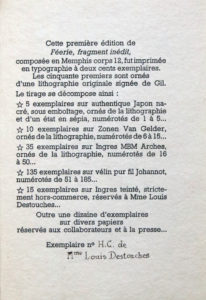 Cette première édition de
Féerie, fragment inédit,
composée en Memphis corps 12, fut imprimée
en typographie à deux cents exemplaires.
Les cinquante premiers sont ornés
d'une lithographie originale signée de Gil.
Le tirage se décompose ainsi :
☆ 5 exemplaires sur authentique Japon na-
cré, sous emboîtage, ornés de la lithographie
et d'un état en sépia, numérotés de 1 à 5...
☆ 10 exemplaires sur Zonen Van Gelder,
ornés de la lithographie, numérotés de 6 à 15...
☆ 35 exemplaires sur Ingres MBM Arches,
ornés de la lithographie, numérotés de 16
à 50...
☆ 135 exemplaires sur vélin pur fil Johannot,
numérotés de 51 à 185...
☆ 15 exemplaires sur Ingres teinté, stricte-
ment hors-commerce, réservés à Mme Louis
Destouches...
Outre une dizaine d'exemplaires
sur divers papiers
réservés aux collaborateurs et à la presse...
Exemplaire n° H.C. de
Mme Louis Destouches